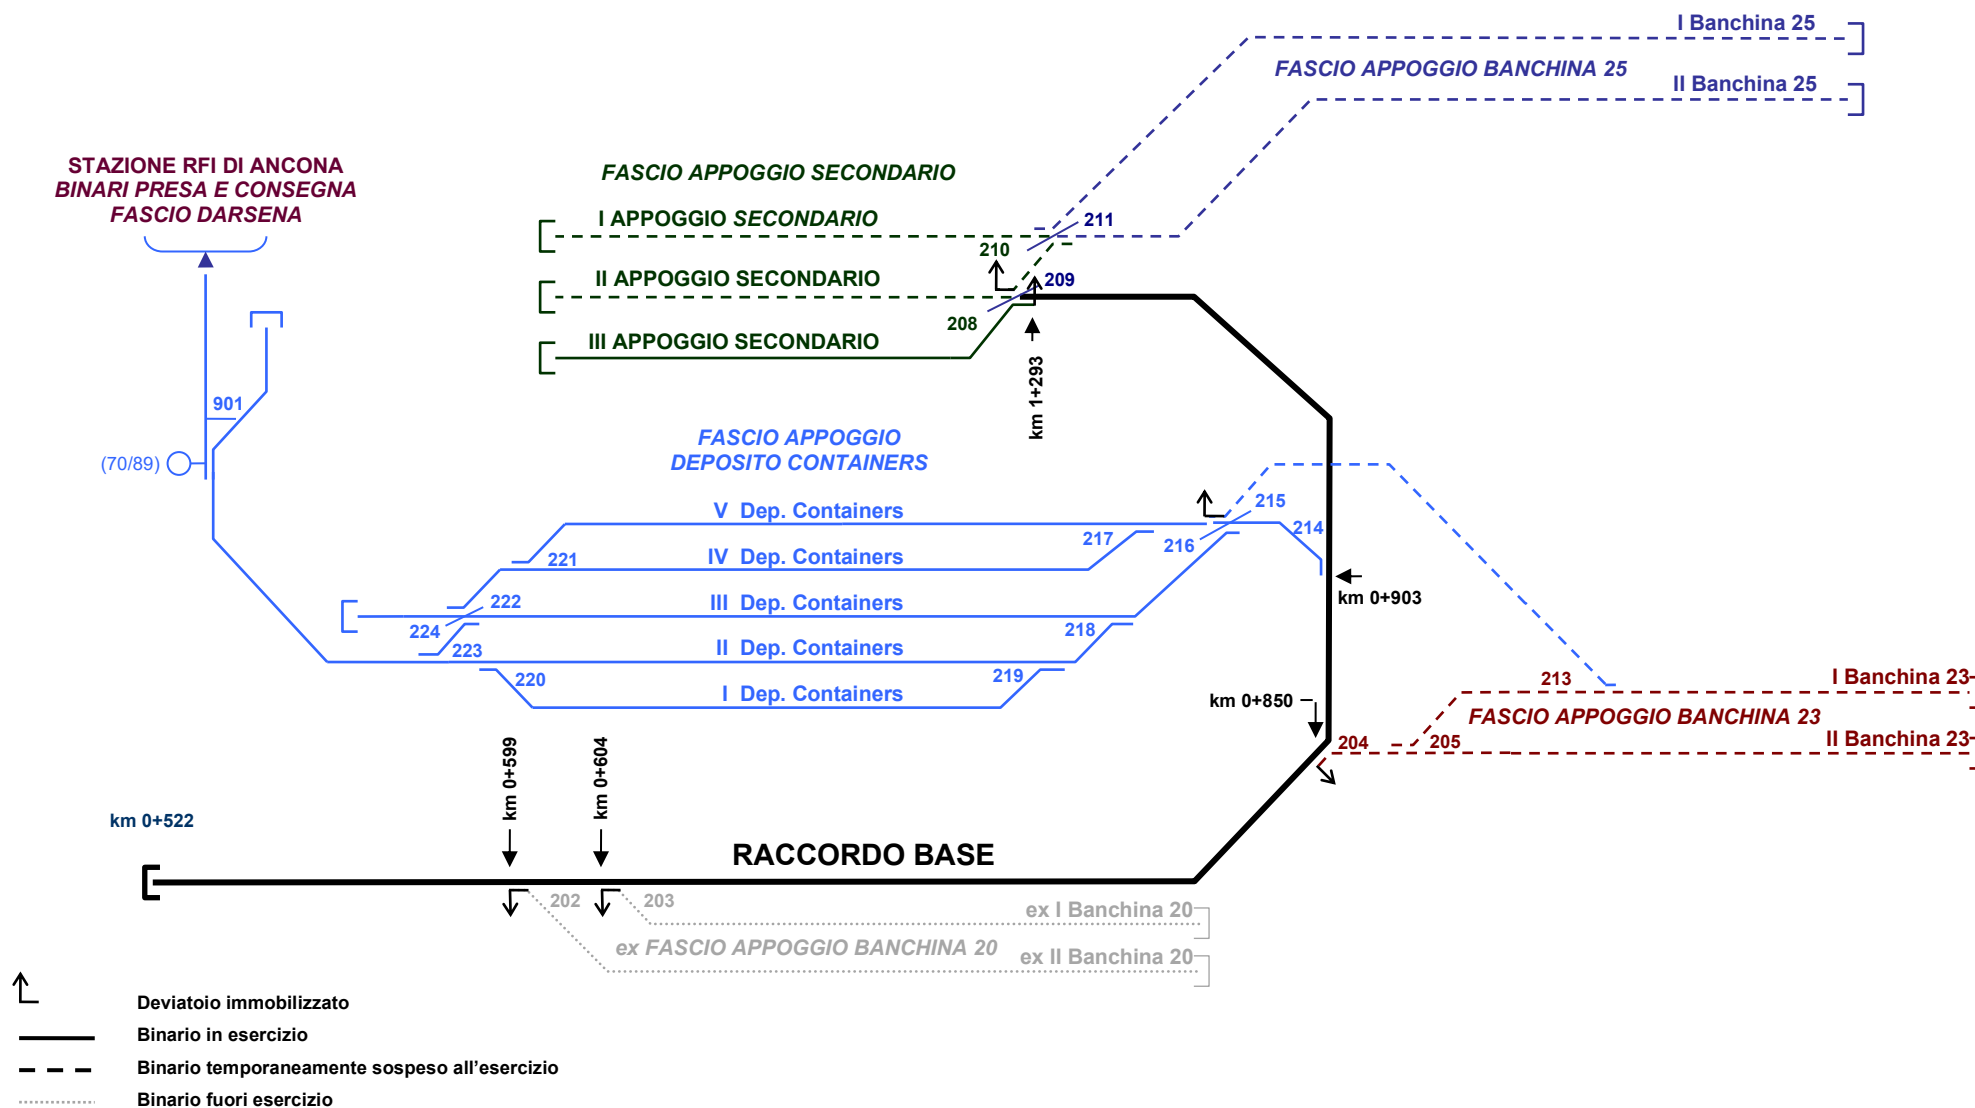 I Banchina 25
FASCIO APPOGGIO BANCHINA 25
II Banchina 25
STAZIONE RFI DI ANCONA
BINARI PRESA E CONSEGNA
FASCIO DARSENA
FASCIO APPOGGIO SECONDARIO
I APPOGGIO SECONDARIO
211
210
II APPOGGIO SECONDARIO
209
208
III APPOGGIO SECONDARIO
km 1+293
901
(70/89)
FASCIO APPOGGIO
DEPOSITO CONTAINERS
V Dep. Containers
215
217
216
214
221
IV Dep. Containers
222
III Dep. Containers
km 0+903
224
218
223
II Dep. Containers
220
219
I Dep. Containers
km 0+850
213
I Banchina 23
FASCIO APPOGGIO BANCHINA 23
204
205
II Banchina 23
km 0+599
km 0+604
km 0+522
RACCORDO BASE
202
203
ex I Banchina 20
ex FASCIO APPOGGIO BANCHINA 20
ex II Banchina 20
Deviatoio immobilizzato
Binario in esercizio
Binario temporaneamente sospeso all'esercizio
Binario fuori esercizio